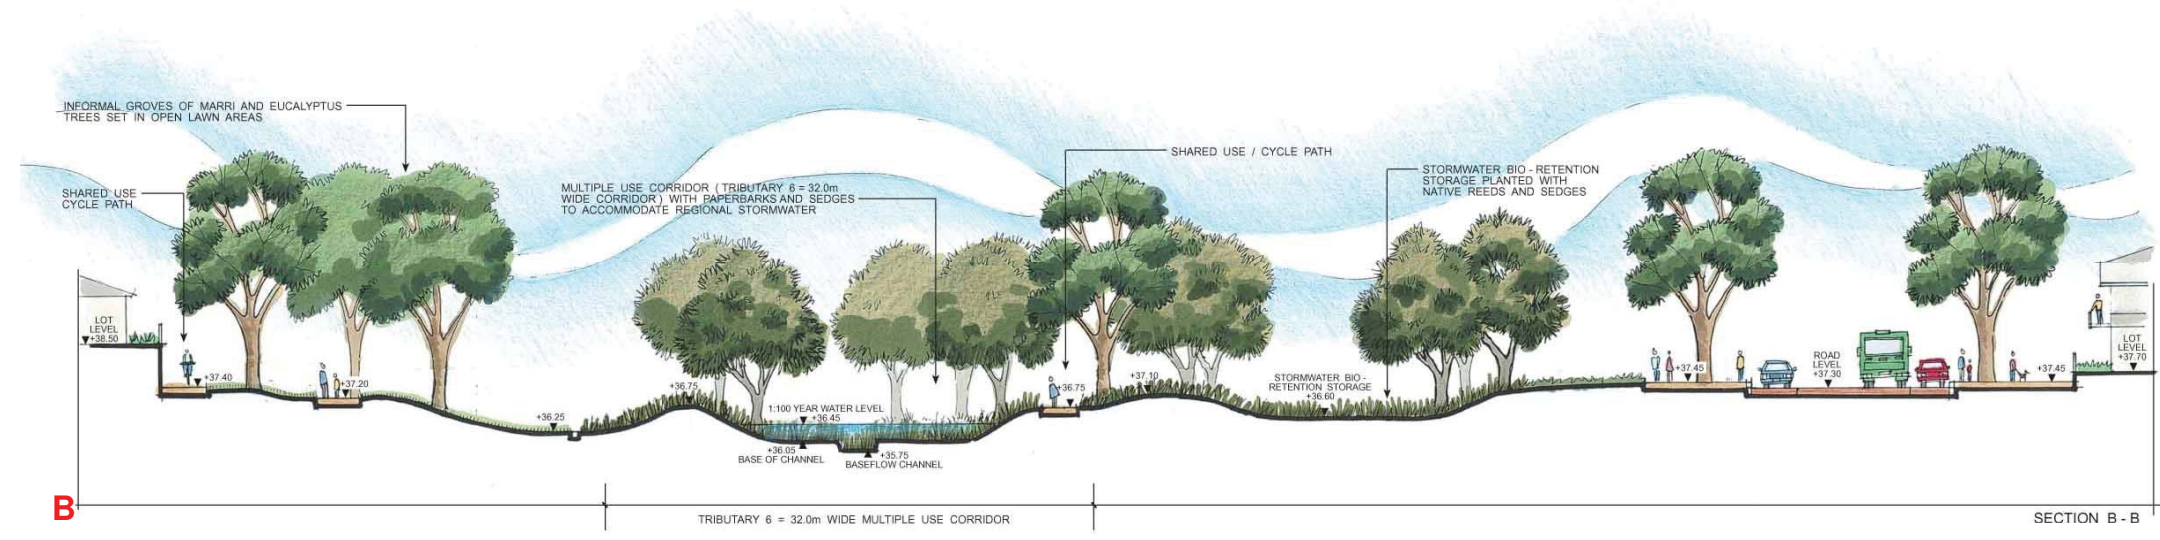 INFORMAL GROVES OF MARRI AND EUCALYPTUS
TREES SET IN OPEN LAWN AREAS
SHARED USE / CYCLE PATH
STORMWATER BIO - RETENTION
STORAGE PLANTED WITH
NATIVE REEDS AND SEDGES
SHARED USE
CYCLE PATH
MULTIPLE USE CORRIDOR ( TRIBUTARY 6 = 32.0m
WIDE CORRIDOR ) WITH PAPERBARKS AND SEDGES
TO ACCOMMODATE REGIONAL STORMWATER
LOT
LEVEL
+38.50
+37.40
+37.20
+36.25
+36.75
1:100 YEAR WATER LEVEL
+36.45
+36.05
BASE OF CHANNEL
+35.75
BASEFLOW CHANNEL
+36.75
+37.10
STORMWATER BIO -
RETENTION STORAGE
+36.60
+37.45
ROAD
LEVEL
+37.30
+37.45
LOT
LEVEL
+37.70
B
TRIBUTARY 6 = 32.0m WIDE MULTIPLE USE CORRIDOR
SECTION B - B